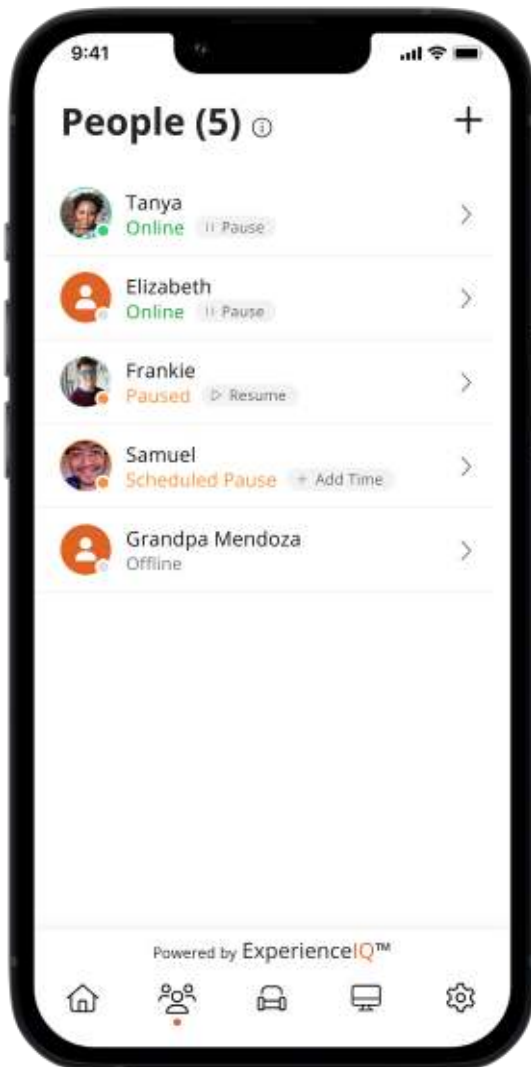 9:41
People (5)
Tanya
Online Pause
Elizabeth
Online Pause
Frankie
Paused Resume
Samuel
Scheduled Pause + Add Time
Grandpa Mendoza
Offline
Powered by ExperienceIQ™